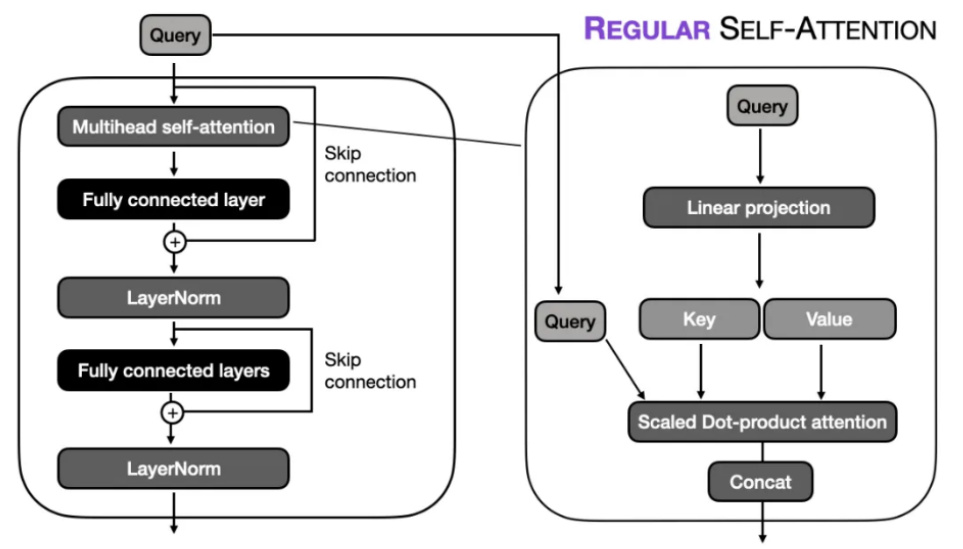 REGULAR SELF-ATTENTION
Query
Multihead self-attention
Skip
connection
Fully connected layer
+
LayerNorm
Skip
connection
Fully connected layers
+
LayerNorm
Query
Linear projection
Query
Key
Value
Scaled Dot-product attention
Concat